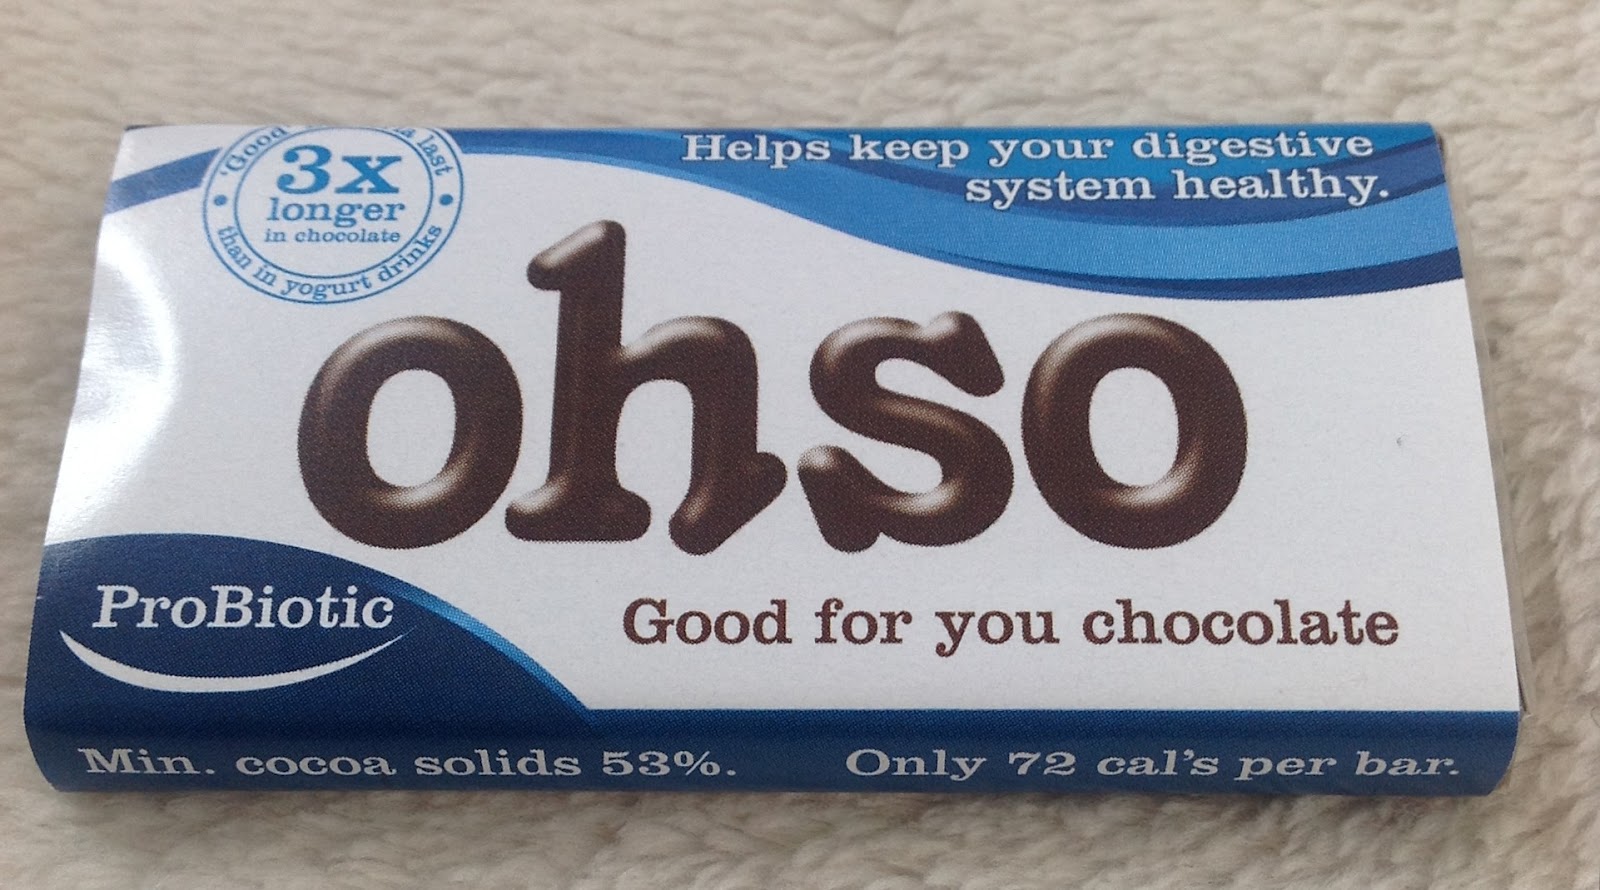 'Good
last
3x
longer
in chocolate
than in yogurt drinks
Helps keep your digestive
system healthy.
ohso
Good for you chocolate
ProBiotic
Min. cocoa solids 53%.
Only 72 cal's per bar.